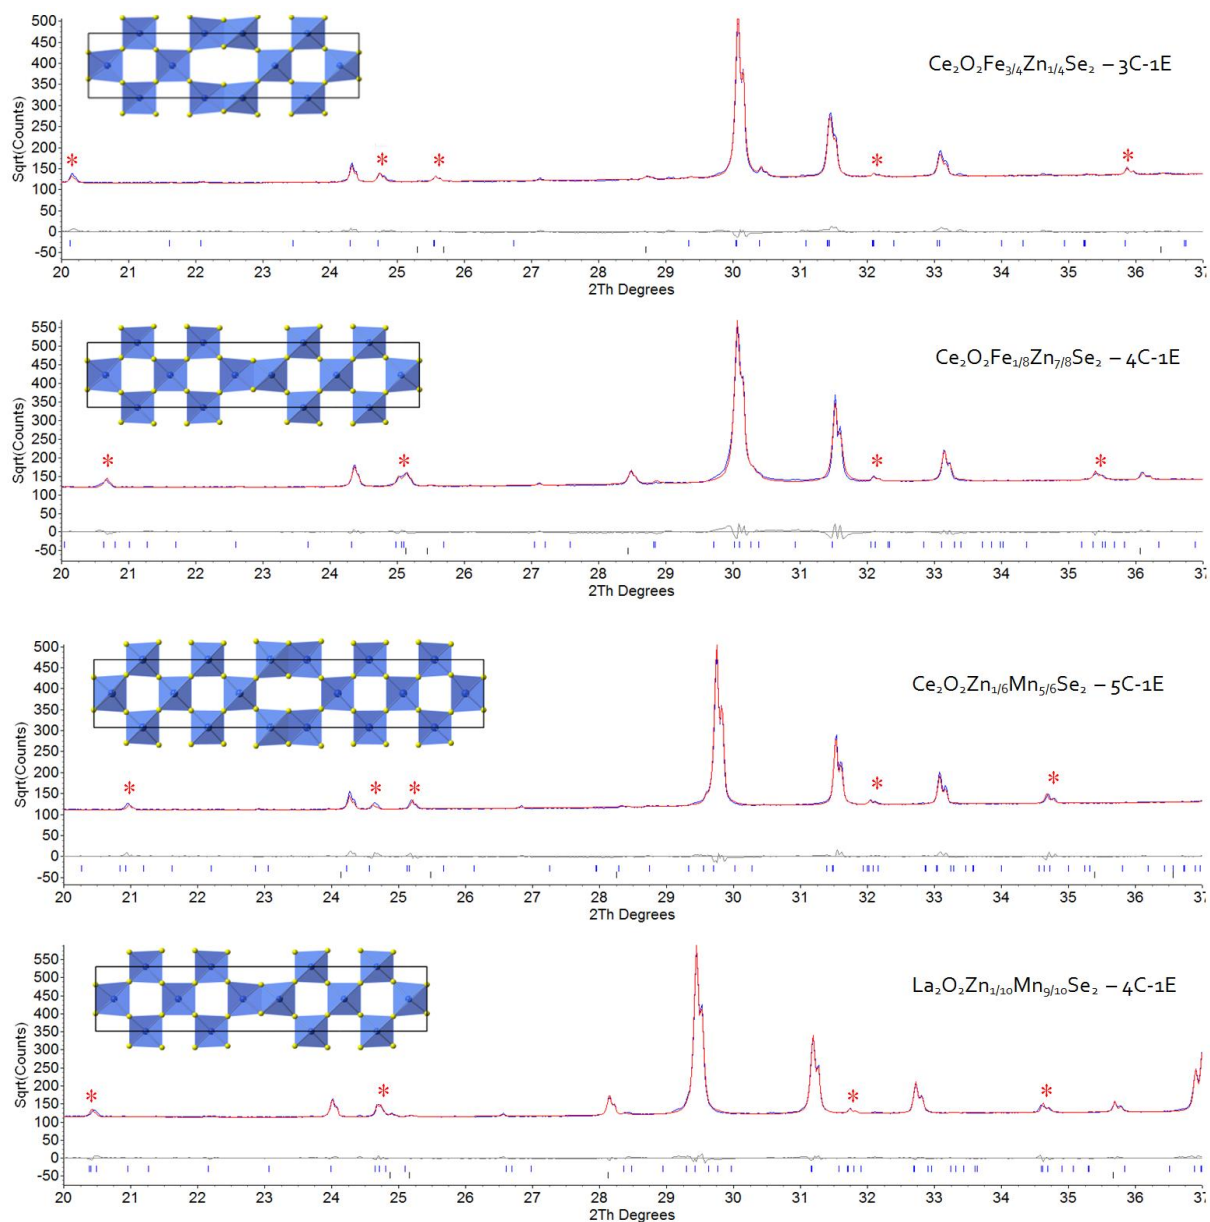 500
450
400
350
300
250
200
150
100
50
0
-50
Sqrt(Counts)
* * * * *
Ce₂O₂Fe₃/₄Zn₁/₄Se₂ – 3C-1E
20 21 22 23 24 25 26 27 28 29 30 31 32 33 34 35 36 37
2Th Degrees
550
500
450
400
350
300
250
200
150
100
50
0
-50
Sqrt(Counts)
* * * *
Ce₂O₂Fe₁/₈Zn₇/₈Se₂ – 4C-1E
20 21 22 23 24 25 26 27 28 29 30 31 32 33 34 35 36 37
2Th Degrees
500
450
400
350
300
250
200
150
100
50
0
-50
Sqrt(Counts)
* * * * *
Ce₂O₂Zn₁/₆Mn₅/₆Se₂ – 5C-1E
20 21 22 23 24 25 26 27 28 29 30 31 32 33 34 35 36 37
2Th Degrees
550
500
450
400
350
300
250
200
150
100
50
0
-50
Sqrt(Counts)
* * * *
La₂O₂Zn₁/₁₀Mn₉/₁₀Se₂ – 4C-1E
20 21 22 23 24 25 26 27 28 29 30 31 32 33 34 35 36 37
2Th Degrees